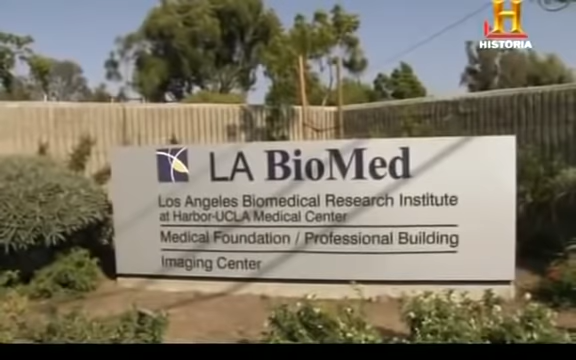 H
HISTORIA
LA BioMed
Los Angeles Biomedical Research Institute
at Harbor-UCLA Medical Center
Medical Foundation / Professional Building
Imaging Center